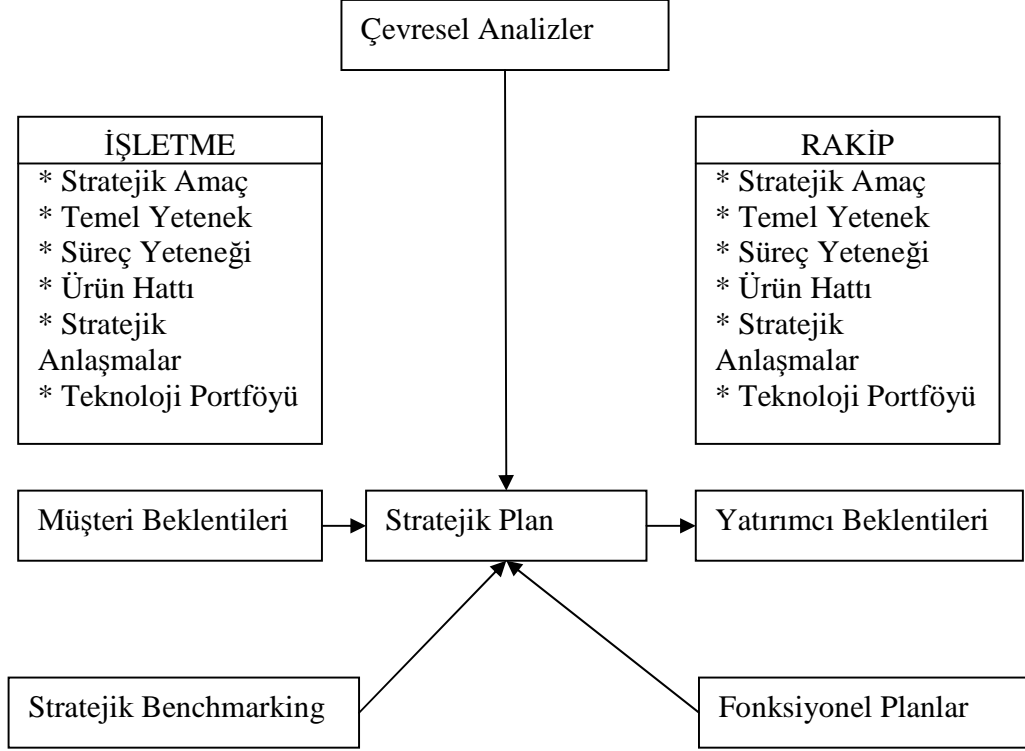 Çevresel Analizler
İŞLETME
* Stratejik Amaç
* Temel Yetenek
* Süreç Yeteneği
* Ürün Hattı
* Stratejik
Anlaşmalar
* Teknoloji Portföyü
RAKİP
* Stratejik Amaç
* Temel Yetenek
* Süreç Yeteneği
* Ürün Hattı
* Stratejik
Anlaşmalar
* Teknoloji Portföyü
Müşteri Beklentileri
Stratejik Plan
Yatırımcı Beklentileri
Stratejik Benchmarking
Fonksiyonel Planlar